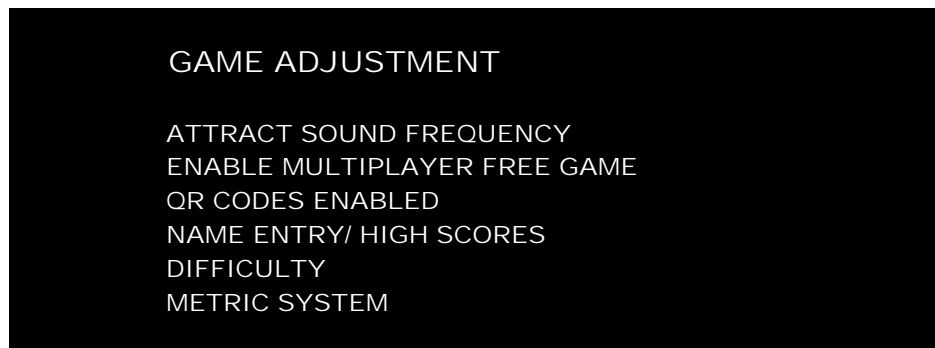 GAME ADJUSTMENT
ATTRACT SOUND FREQUENCY
ENABLE MULTIPLAYER FREE GAME
QR CODES ENABLED
NAME ENTRY/ HIGH SCORES
DIFFICULTY
METRIC SYSTEM